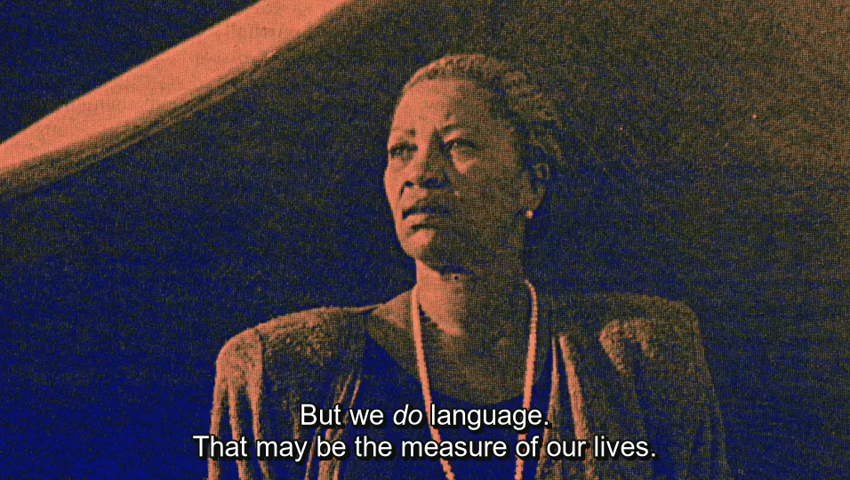 But we do language.
That may be the measure of our lives.